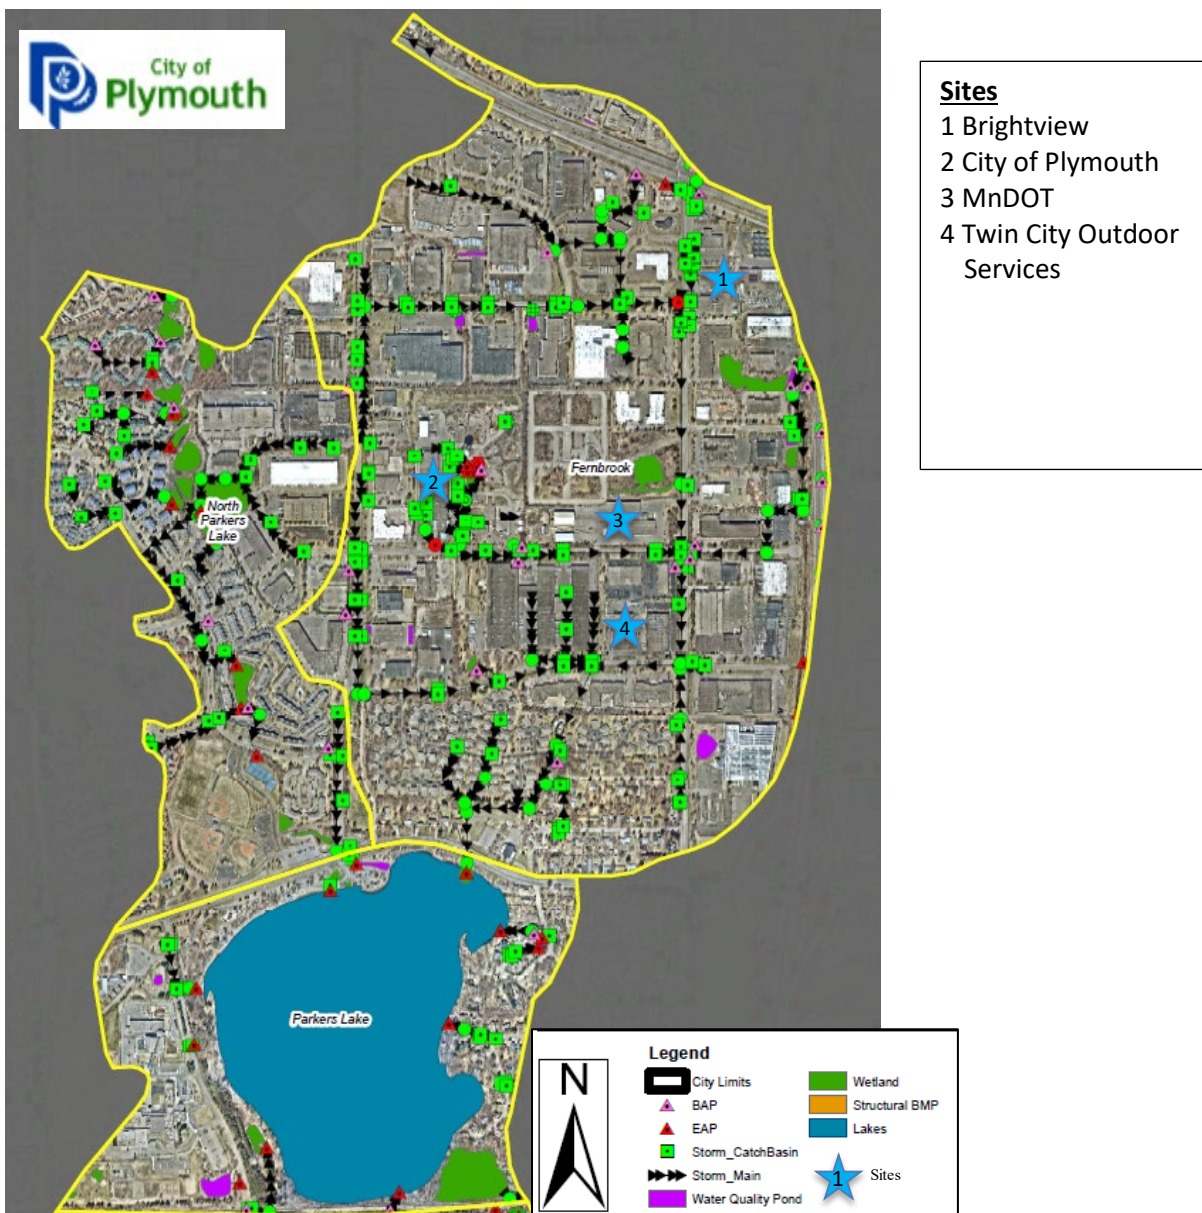 City of
Plymouth
Sites
1 Brightview
2 City of Plymouth
3 MnDOT
4 Twin City Outdoor
Services
1
2
Fernbrook
3
North
Parkers
Lake
4
Parkers Lake
N
Legend
City Limits
BAP
EAP
Storm_CatchBasin
Storm_Main
Water Quality Pond
Wetland
Structural BMP
Lakes
1 Sites